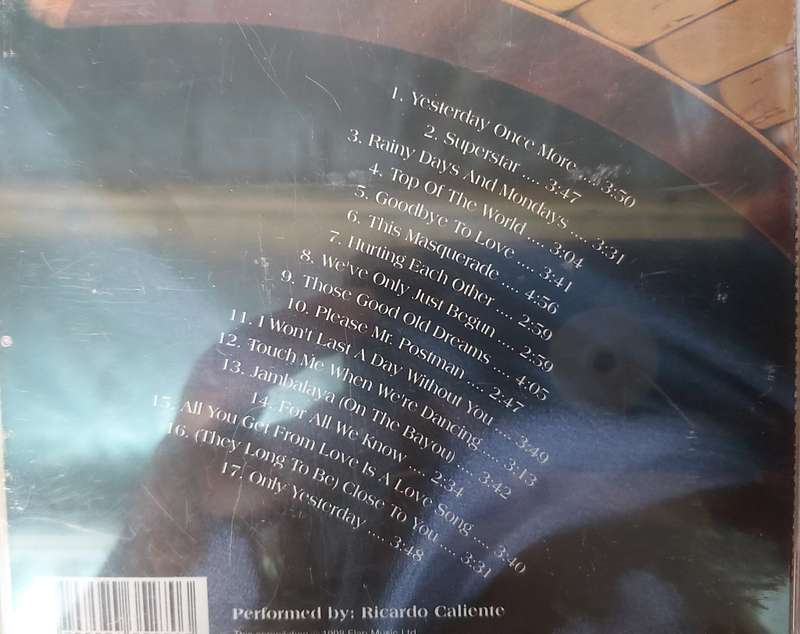 1. Yesterday Once More .... 3:50
2. Superstar .... 3:47
3. Rainy Days And Mondays .... 3:31
4. Top Of The World .... 3:04
5. Goodbye To Love .... 3:41
6. This Masquerade .... 4:56
7. Hurting Each Other .... 2:59
8. We've Only Just Begun .... 2:59
9. Those Good Old Dreams .... 4:05
10. Please Mr. Postman .... 2:47
11. I Won't Last A Day Without You .... 3:49
12. Touch Me When We're Dancing .... 3:13
13. Jambalaya (On The Bayou) .... 3:42
14. For All We Know .... 2:34
15. All You Get From Love Is A Love Song .... 3:40
16. (They Long To Be) Close To You .... 3:31
17. Only Yesterday .... 3:48
Performed by: Ricardo Caliente